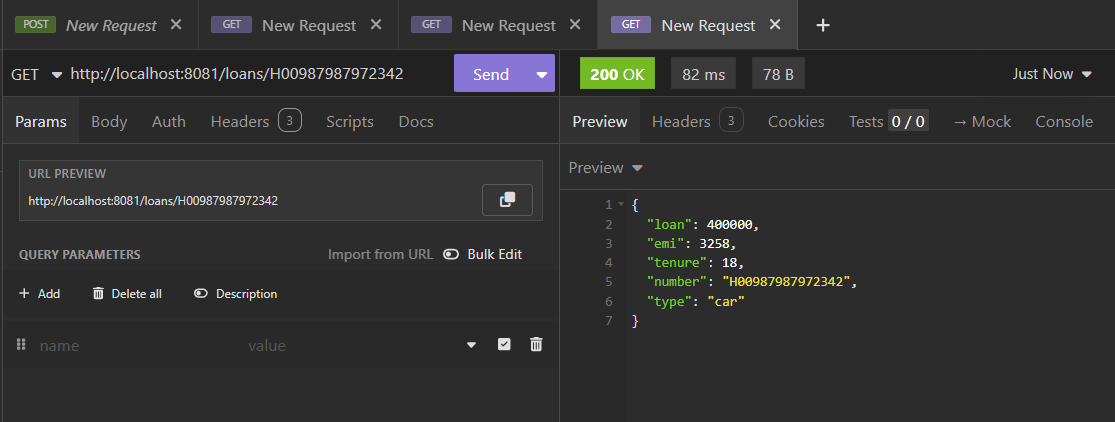 POST New Request GET New Request GET New Request GET New Request
GET http://localhost:8081/loans/H00987987972342 Send 200 OK 82 ms 78 B Just Now
Params Body Auth Headers 3 Scripts Docs Preview Headers 3 Cookies Tests 0 / 0 → Mock Console
URL PREVIEW
http://localhost:8081/loans/H00987987972342
QUERY PARAMETERS Import from URL Bulk Edit
+ Add Delete all Description
name value
Preview
1 {
2 "loan": 400000,
3 "emi": 3258,
4 "tenure": 18,
5 "number": "H00987987972342",
6 "type": "car"
7 }